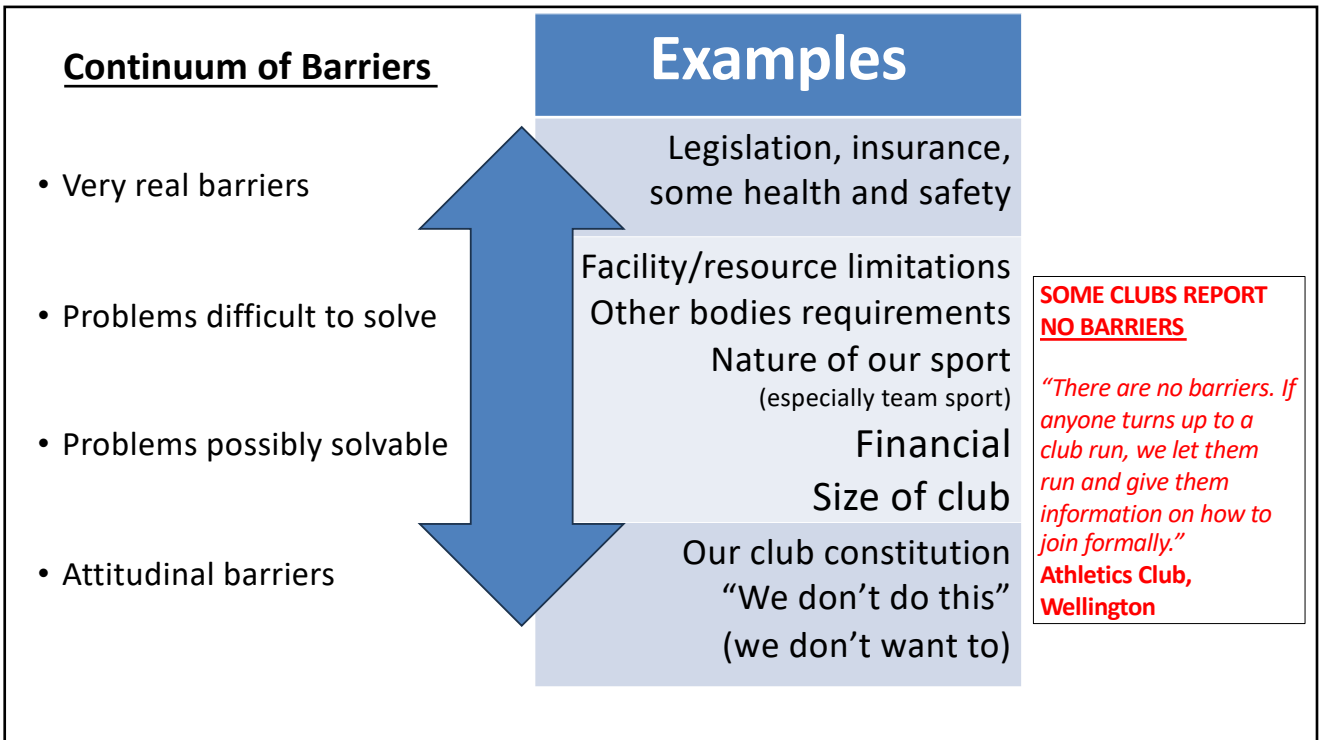 Continuum of Barriers
• Very real barriers
• Problems difficult to solve
• Problems possibly solvable
• Attitudinal barriers
Examples
Legislation, insurance,
some health and safety
Facility/resource limitations
Other bodies requirements
Nature of our sport
(especially team sport)
Financial
Size of club
Our club constitution
“We don’t do this”
(we don’t want to)
SOME CLUBS REPORT
NO BARRIERS
“There are no barriers. If
anyone turns up to a
club run, we let them
run and give them
information on how to
join formally.”
Athletics Club,
Wellington